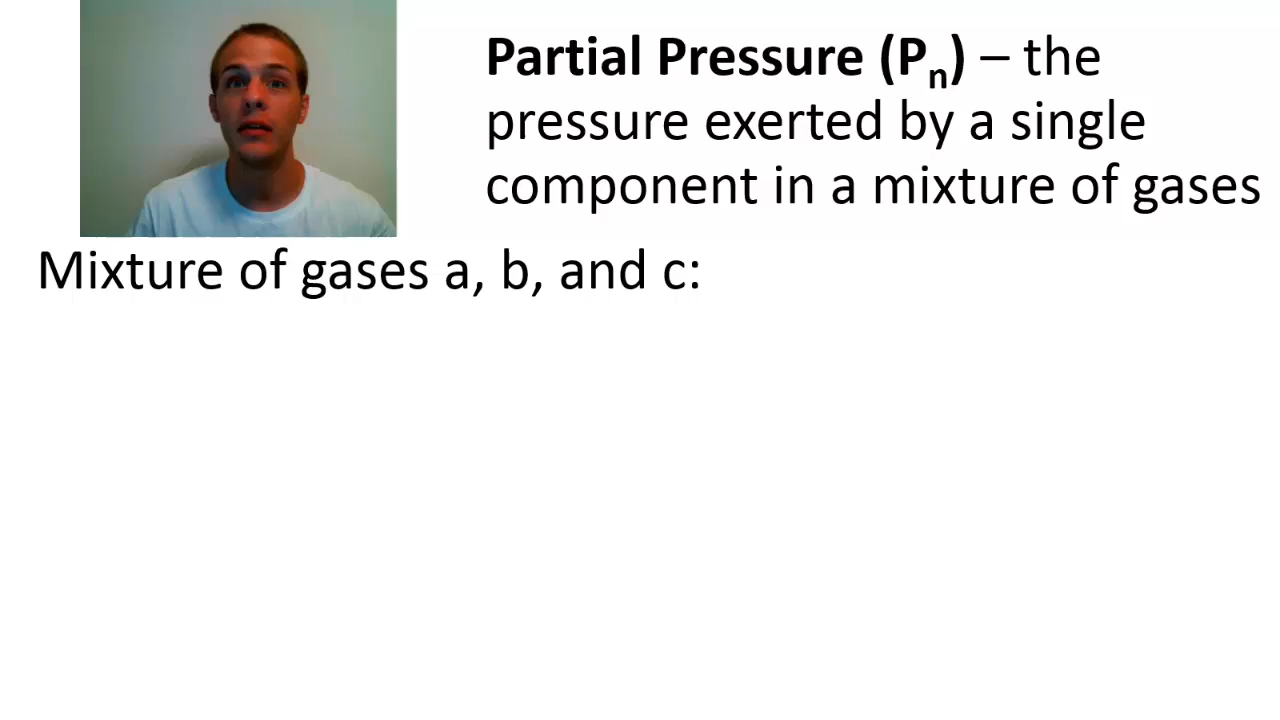 Partial Pressure (Pn) – the
pressure exerted by a single
component in a mixture of gases
Mixture of gases a, b, and c: